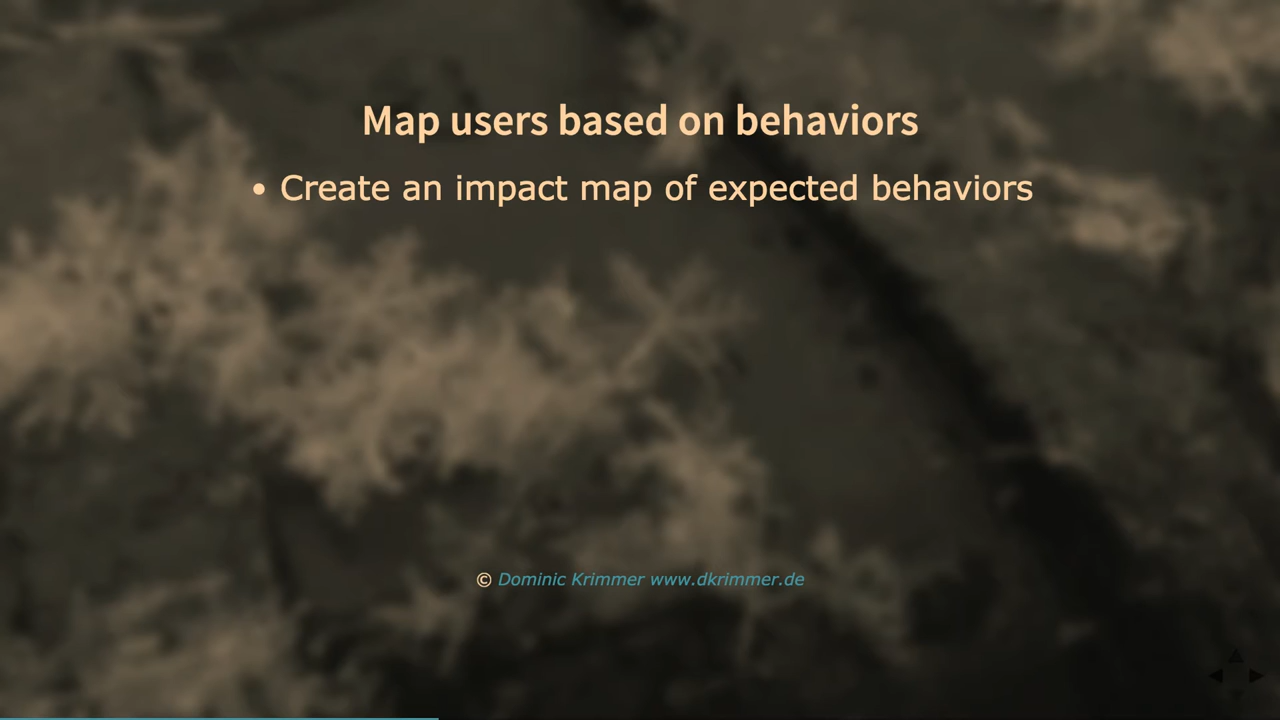 Map users based on behaviors
• Create an impact map of expected behaviors
© Dominic Krimmer www.dkrimmer.de